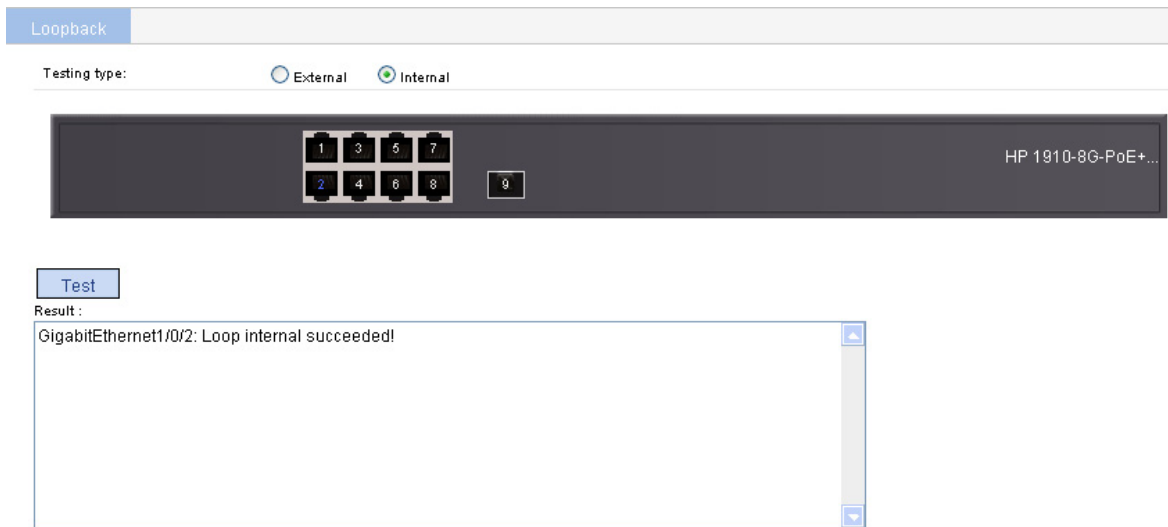 Loopback
Testing type: External Internal
1 3 5 7
HP 1910-8G-PoE+...
2 4 6 8 9
Test
Result :
GigabitEthernet1/0/2: Loop internal succeeded!